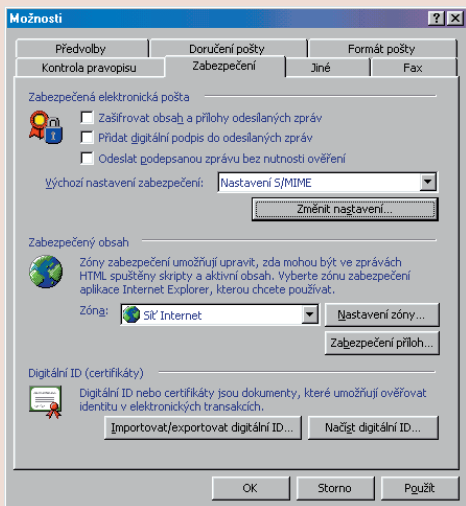 Možnosti
Předvolby Doručení pošty Formát pošty
Kontrola pravopisu Zabezpečení Jiné Fax
Zabezpečená elektronická pošta
Zašifrovat obsah a přílohy odesílaných zpráv
Přidat digitální podpis do odesílaných zpráv
Odeslat podepsanou zprávu bez nutnosti ověření
Výchozí nastavení zabezpečení: Nastavení S/MIME
Změnit nastavení...
Zabezpečený obsah
Zóny zabezpečení umožňují upravit, zda mohou být ve zprávách
HTML spuštěny skripty a aktivní obsah. Vyberte zónu zabezpečení
aplikace Internet Explorer, kterou chcete používat.
Zóna: Síť Internet Nastavení zóny...
Zabezpečení příloh...
Digitální ID (certifikáty)
Digitální ID nebo certifikáty jsou dokumenty, které umožňují ověřovat
identitu v elektronických transakcích.
Importovat/exportovat digitální ID... Načíst digitální ID...
OK Storno Použít